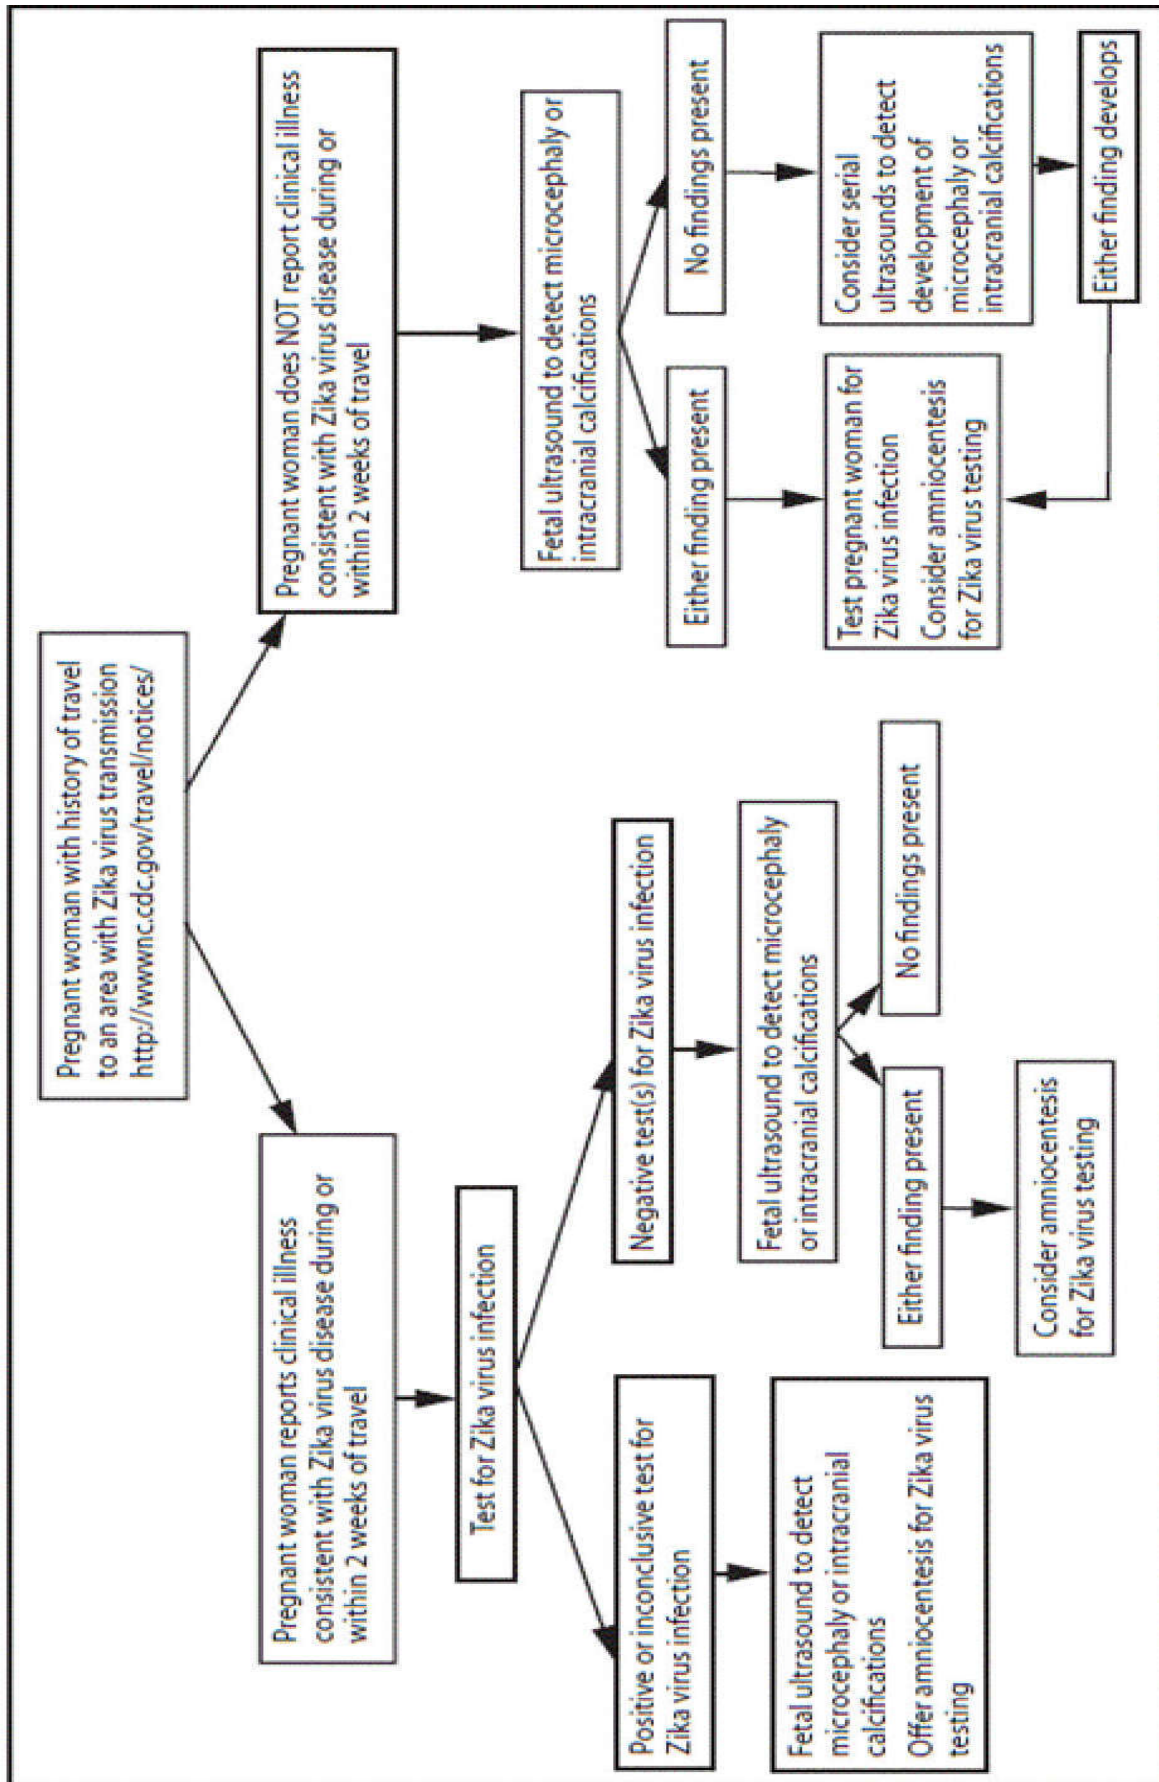 Pregnant woman with history of travel
to an area with Zika virus transmission
http://wwwnc.cdc.gov/travel/notices/
Pregnant woman reports clinical illness
consistent with Zika virus disease during or
within 2 weeks of travel
Test for Zika virus infection
Positive or inconclusive test for
Zika virus infection
Fetal ultrasound to detect
microcephaly or intracranial
calcifications
Offer amniocentesis for Zika virus
testing
Negative test(s) for Zika virus infection
Fetal ultrasound to detect microcephaly
or intracranial calcifications
Either finding present
Consider amniocentesis
for Zika virus testing
No findings present
Pregnant woman does NOT report clinical illness
consistent with Zika virus disease during or
within 2 weeks of travel
Fetal ultrasound to detect microcephaly or
intracranial calcifications
Either finding present
Test pregnant woman for
Zika virus infection
Consider amniocentesis
for Zika virus testing
No findings present
Consider serial
ultrasounds to detect
development of
microcephaly or
intracranial calcifications
Either finding develops